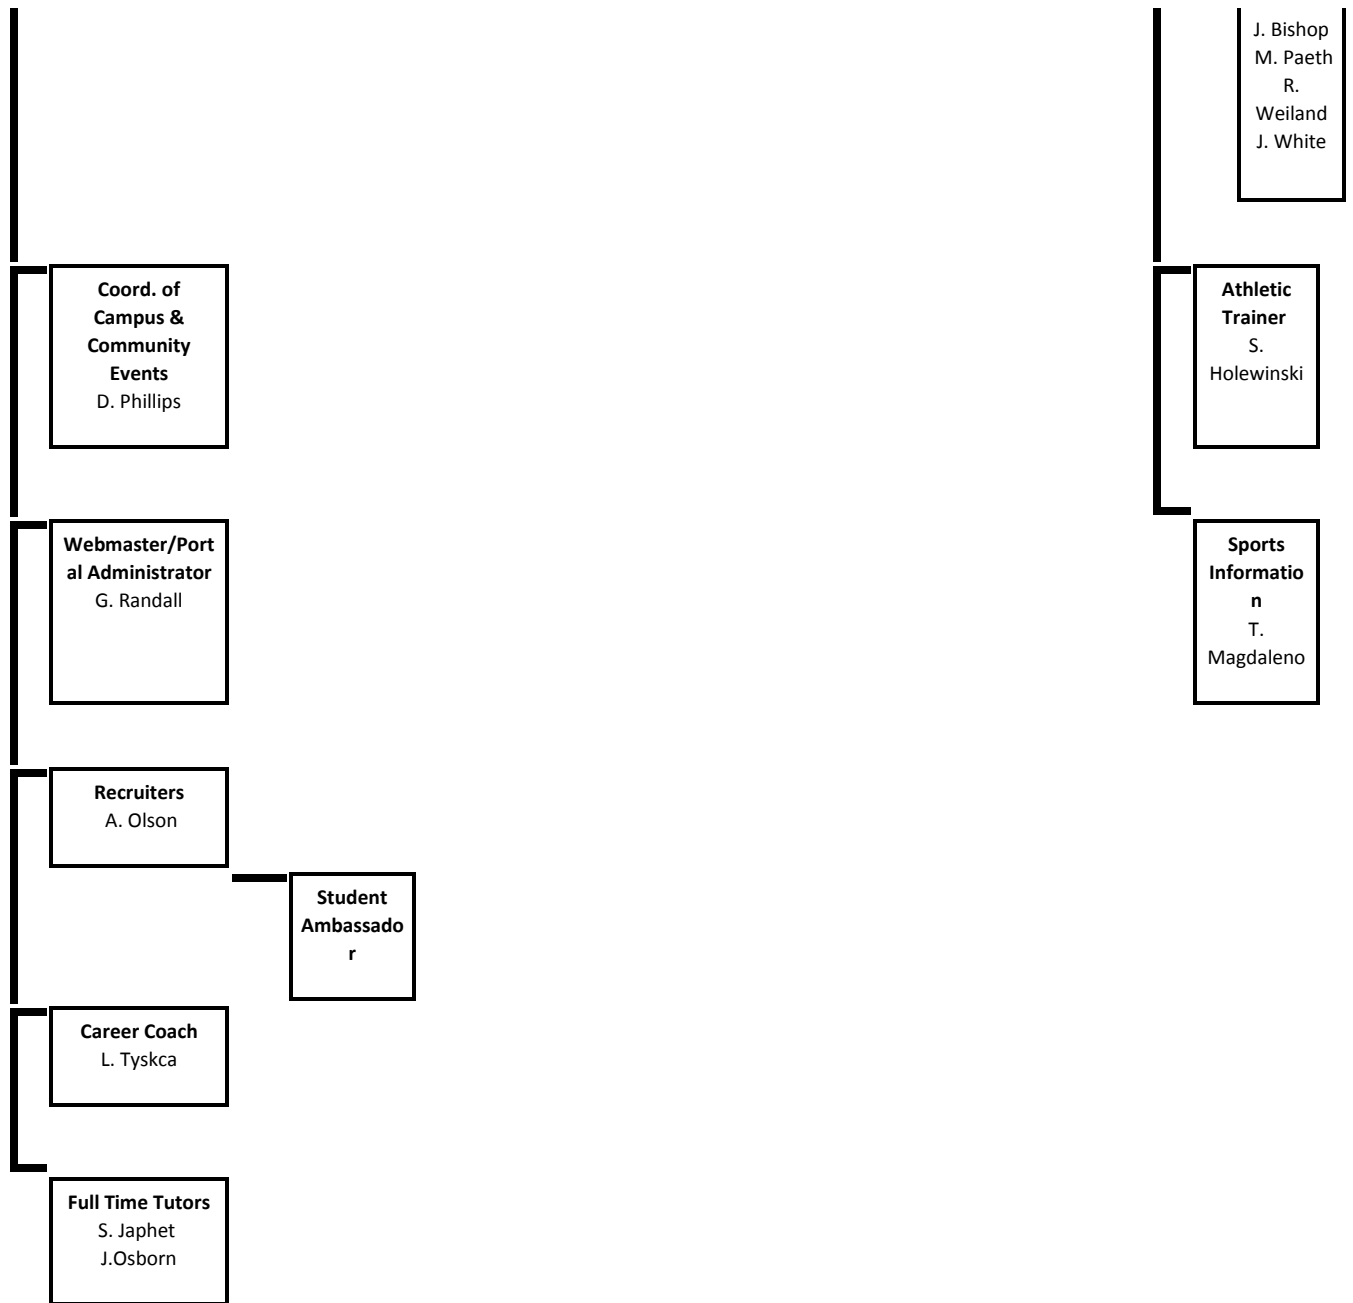 J. Bishop
M. Paeth
R.
Weiland
J. White
Coord. of
Campus &
Community
Events
D. Phillips
Athletic
Trainer
S.
Holewinski
Webmaster/Port
al Administrator
G. Randall
Sports
Informatio
n
T.
Magdaleno
Recruiters
A. Olson
Student
Ambassado
r
Career Coach
L. Tyskca
Full Time Tutors
S. Japhet
J.Osborn